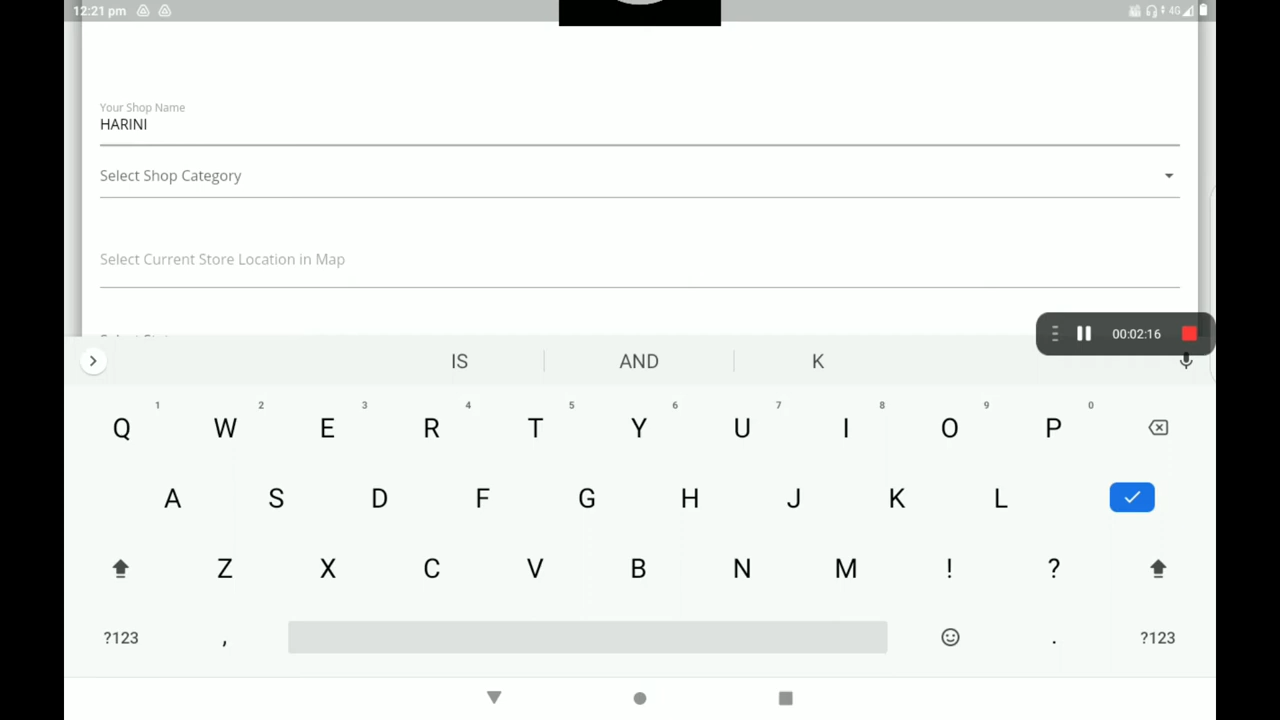 12:21 pm 4G
Your Shop Name
HARINI
Select Shop Category
Select Current Store Location in Map
00:02:16
IS AND K
1 2 3 4 5 6 7 8 9 0
Q W E R T Y U I O P
A S D F G H J K L
Z X C V B N M ! ?
?123 , . ?123